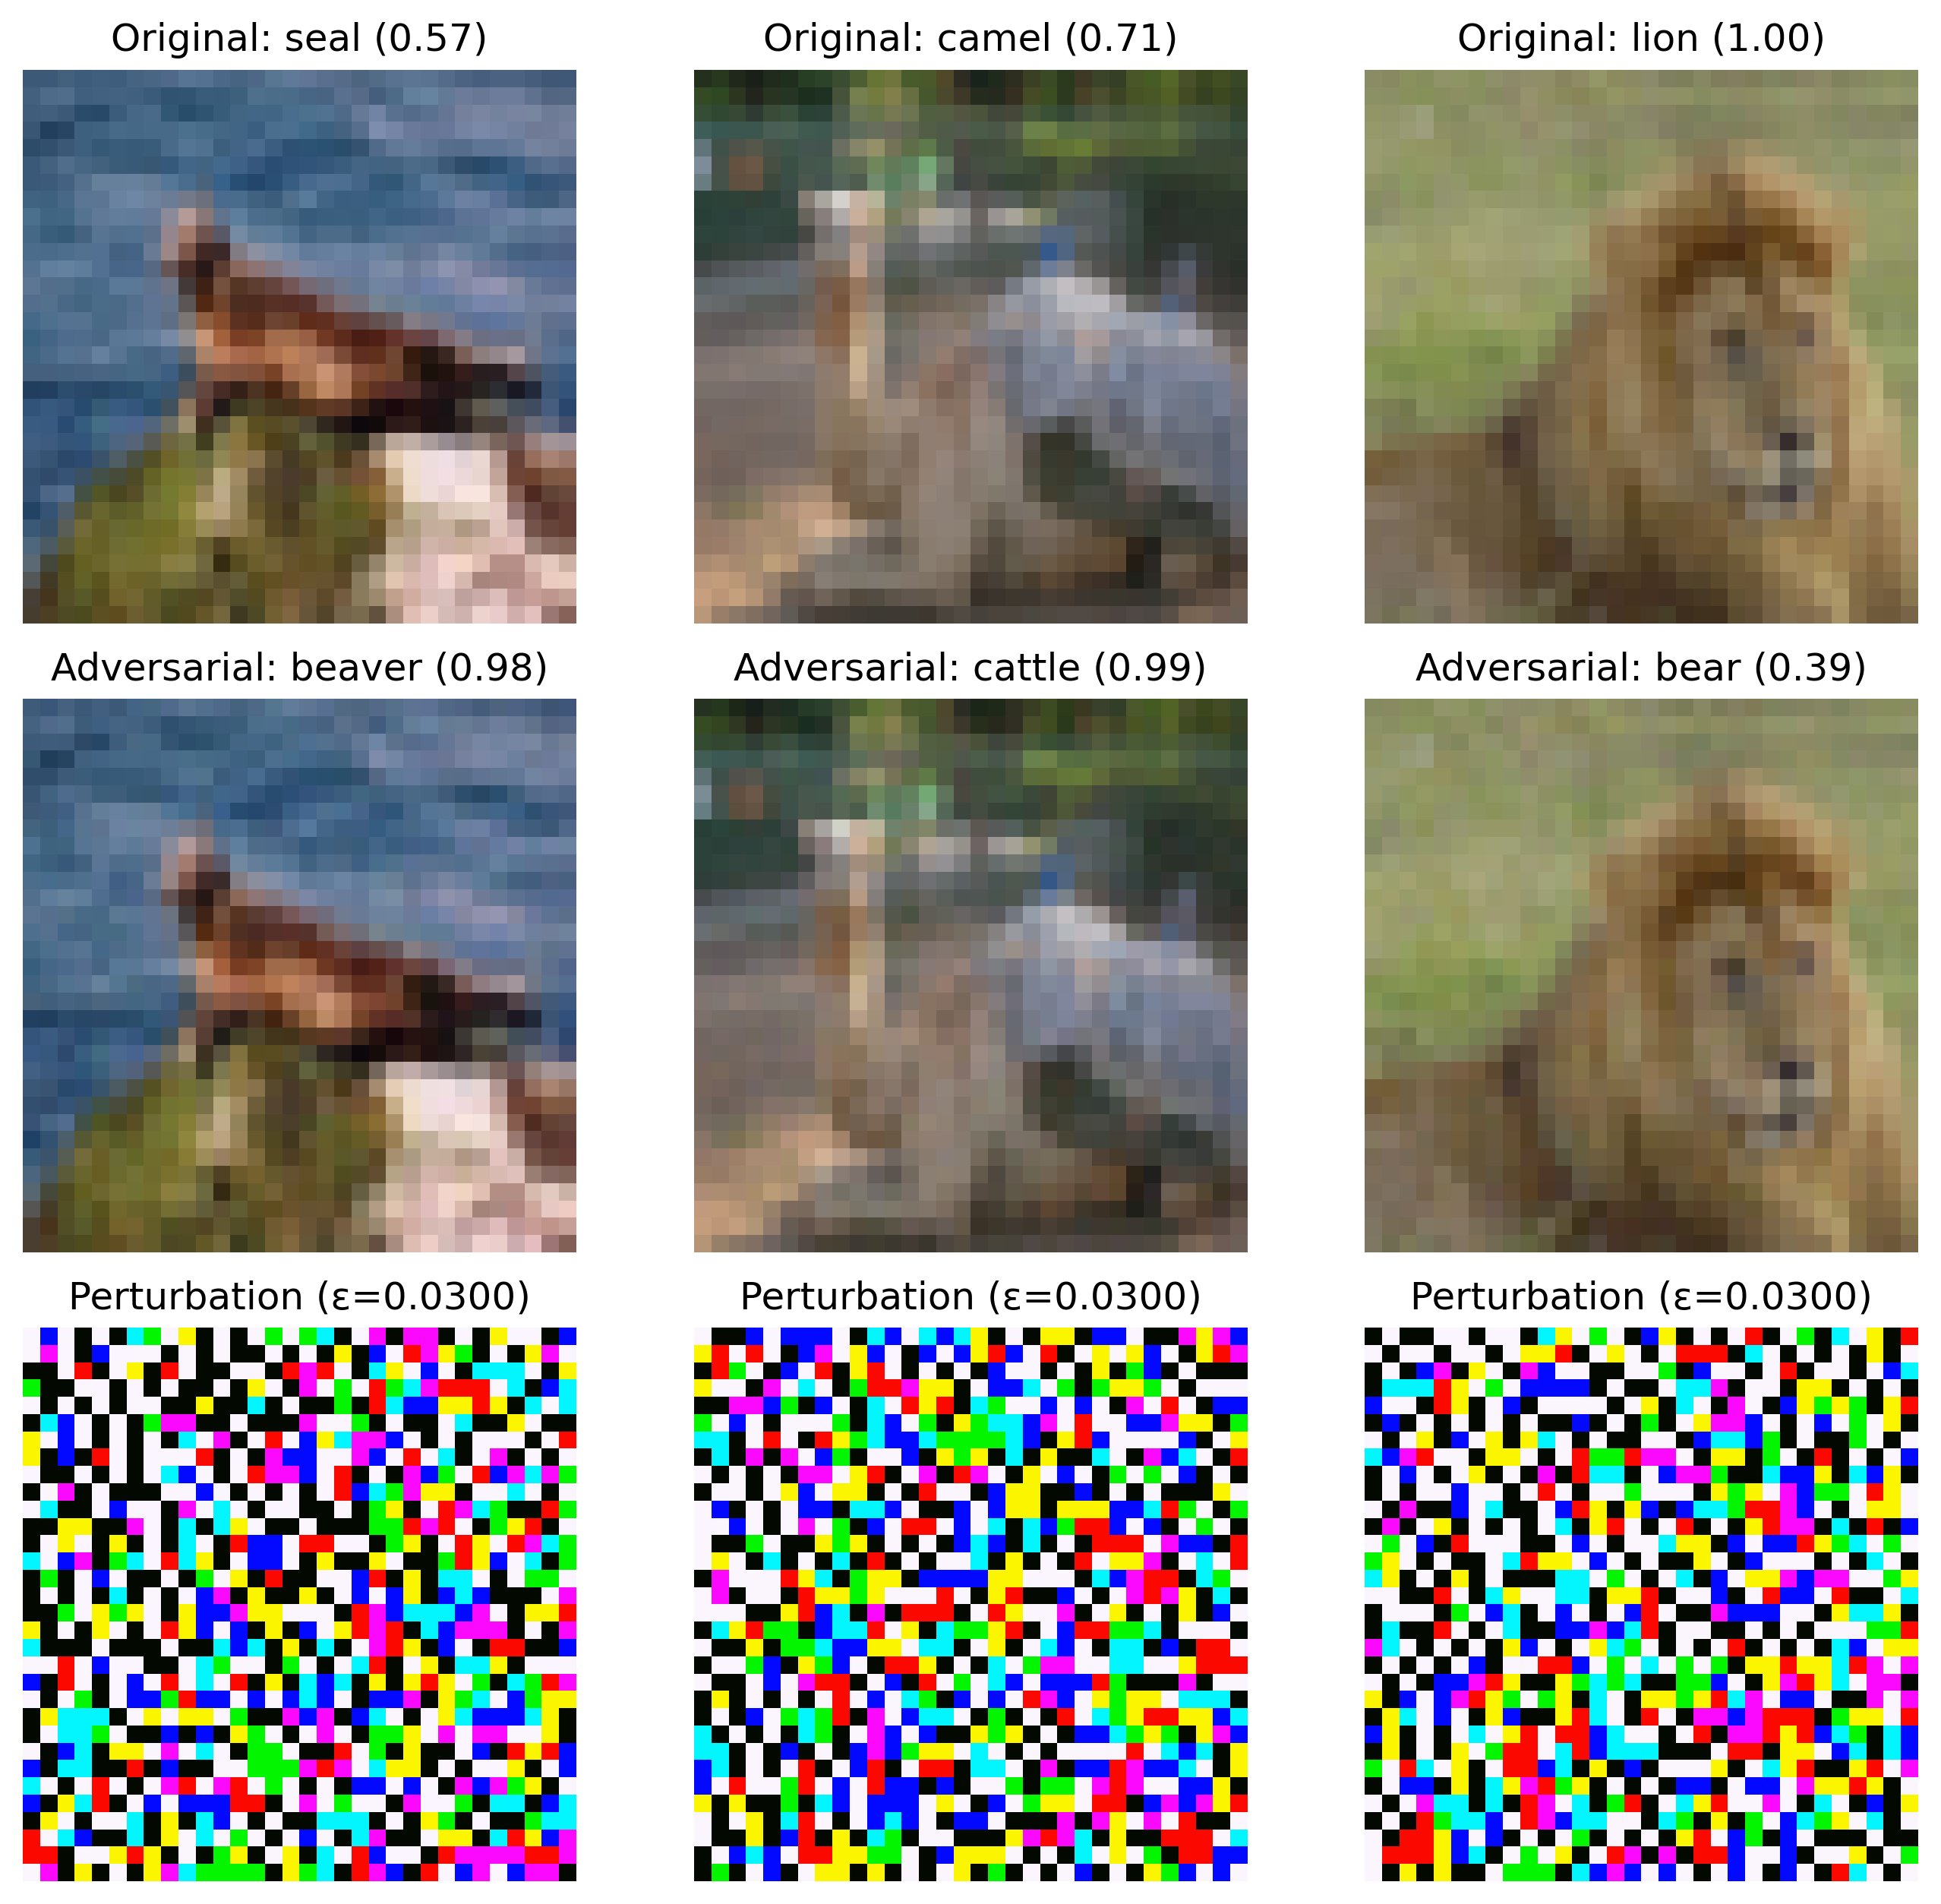 Original: seal (0.57)
Original: camel (0.71)
Original: lion (1.00)
Adversarial: beaver (0.98)
Adversarial: cattle (0.99)
Adversarial: bear (0.39)
Perturbation (ε=0.0300)
Perturbation (ε=0.0300)
Perturbation (ε=0.0300)